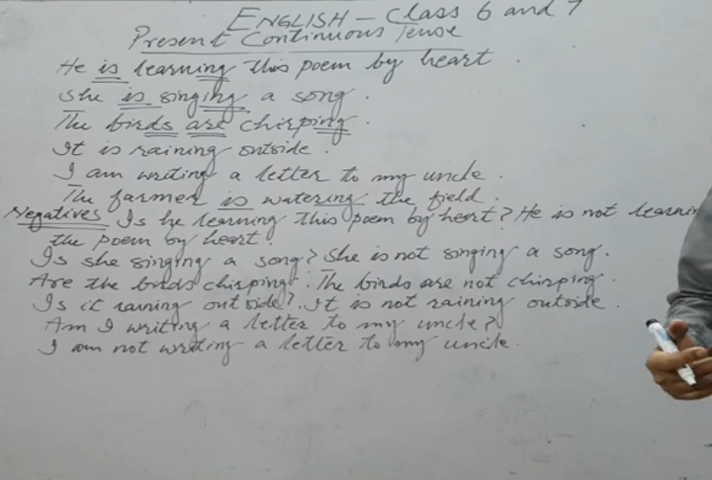 ENGLISH - Class 6 and 7
Present Continuous Tense
He is learning this poem by heart.
She is singing a song.
The birds are chirping.
It is raining outside.
I am writing a letter to my uncle.
The farmer is watering the field.
Negatives Is he learning this poem by heart? He is not learnin
the poem by heart.
Is she singing a song? She is not singing a song.
Are the birds chirping. The birds are not chirping.
Is it raining outside? It is not raining outside.
Am I writing a letter to my uncle?
I am not writing a letter to my uncle.